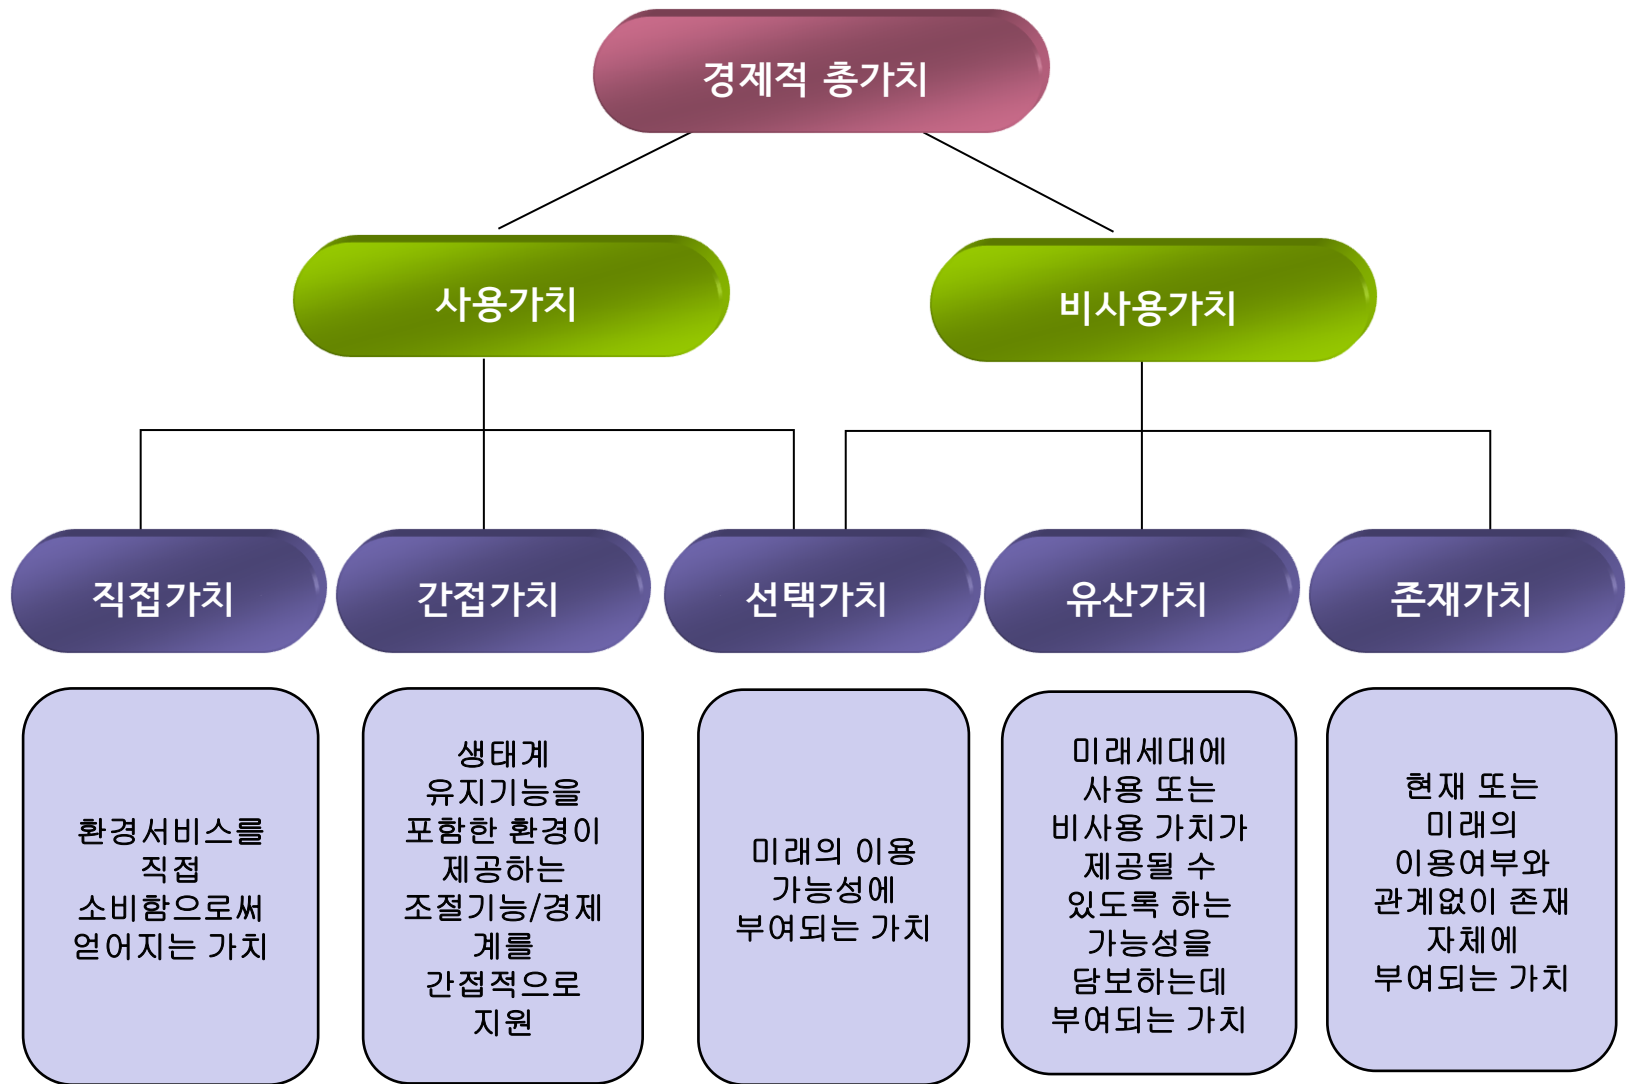 경제적 총가치
사용가치
비사용가치
직접가치
간접가치
선택가치
유산가치
존재가치
환경서비스를
직접
소비함으로써
얻어지는 가치
생태계
유지기능을
포함한 환경이
제공하는
조절기능/경제
계를
간접적으로
지원
미래의 이용
가능성에
부여되는 가치
미래세대에
사용 또는
비사용 가치가
제공될 수
있도록 하는
가능성을
담보하는데
부여되는 가치
현재 또는
미래의
이용여부와
관계없이 존재
자체에
부여되는 가치